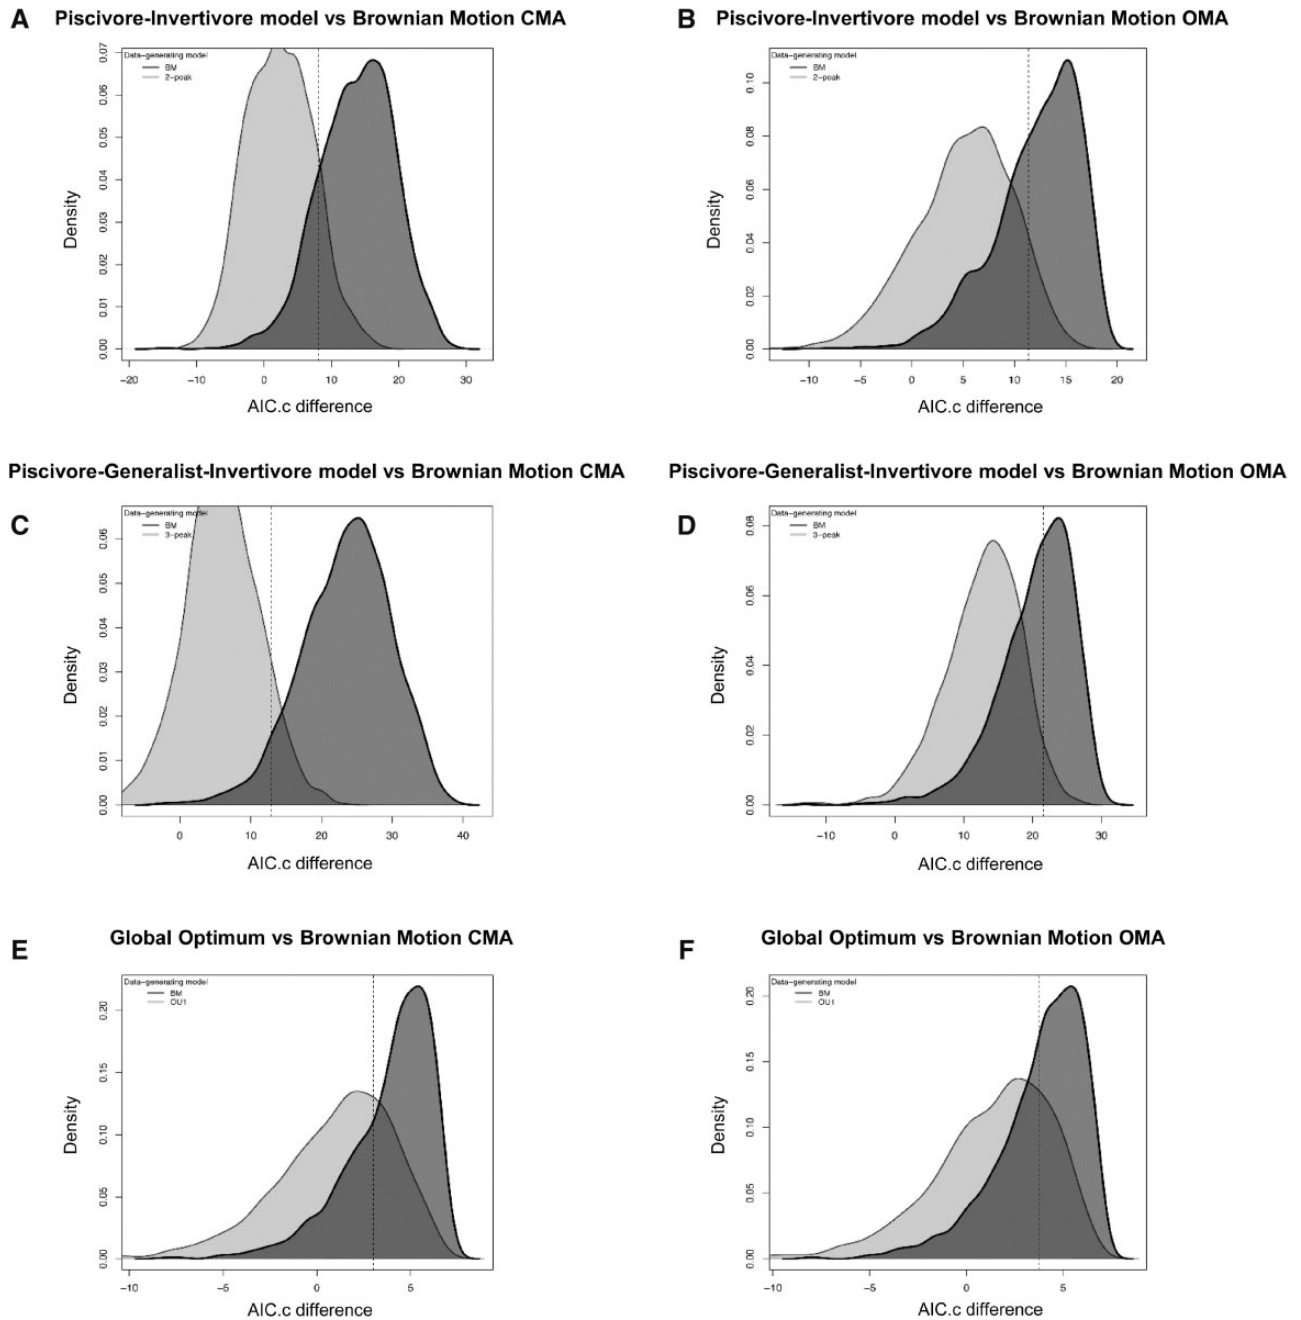 A
Piscivore-Invertivore model vs Brownian Motion CMA
Data-generating model
BM
2-peak
0.00
0.01
0.02
0.03
0.04
0.05
0.06
0.07
Density
-20
-10
0
10
20
30
AIC.c difference
B
Piscivore-Invertivore model vs Brownian Motion OMA
Data-generating model
BM
2-peak
0.00
0.02
0.04
0.06
0.08
0.10
Density
-10
-5
0
5
10
15
20
AIC.c difference
Piscivore-Generalist-Invertivore model vs Brownian Motion CMA
C
Data-generating model
BM
3-peak
0.00
0.01
0.02
0.03
0.04
0.05
0.06
Density
0
10
20
30
40
AIC.c difference
Piscivore-Generalist-Invertivore model vs Brownian Motion OMA
D
Data-generating model
BM
3-peak
0.00
0.02
0.04
0.06
0.08
Density
-10
0
10
20
30
AIC.c difference
E
Global Optimum vs Brownian Motion CMA
Data-generating model
BM
OU1
0.00
0.05
0.10
0.15
0.20
Density
-10
-5
0
5
AIC.c difference
F
Global Optimum vs Brownian Motion OMA
Data-generating model
BM
OU1
0.00
0.05
0.10
0.15
0.20
Density
-10
-5
0
5
AIC.c difference